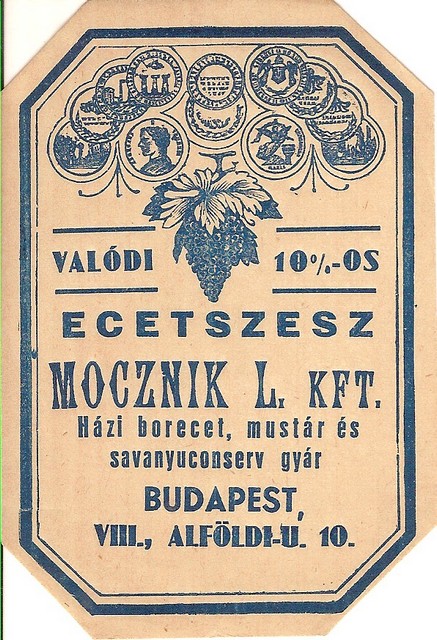 VALÓDI 10%-OS
ECETSZESZ
MOCZNIK L. KFT.
Házi borecet, mustár és
savanyuconserv gyár
BUDAPEST,
VIII., ALFÖLDI-U. 10.